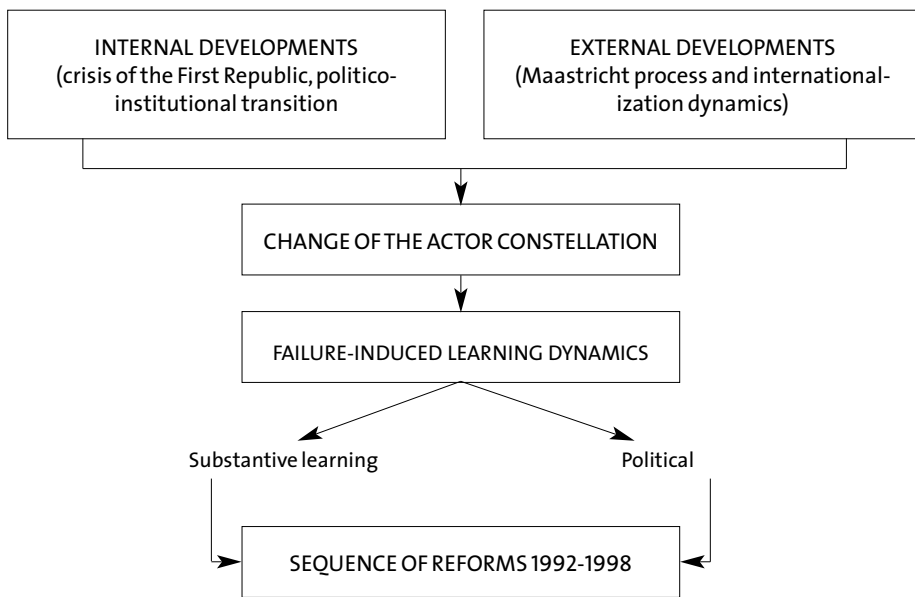 INTERNAL DEVELOPMENTS
(crisis of the First Republic, politico-
institutional transition
EXTERNAL DEVELOPMENTS
(Maastricht process and international-
ization dynamics)
CHANGE OF THE ACTOR CONSTELLATION
FAILURE-INDUCED LEARNING DYNAMICS
Substantive learning
Political
SEQUENCE OF REFORMS 1992-1998